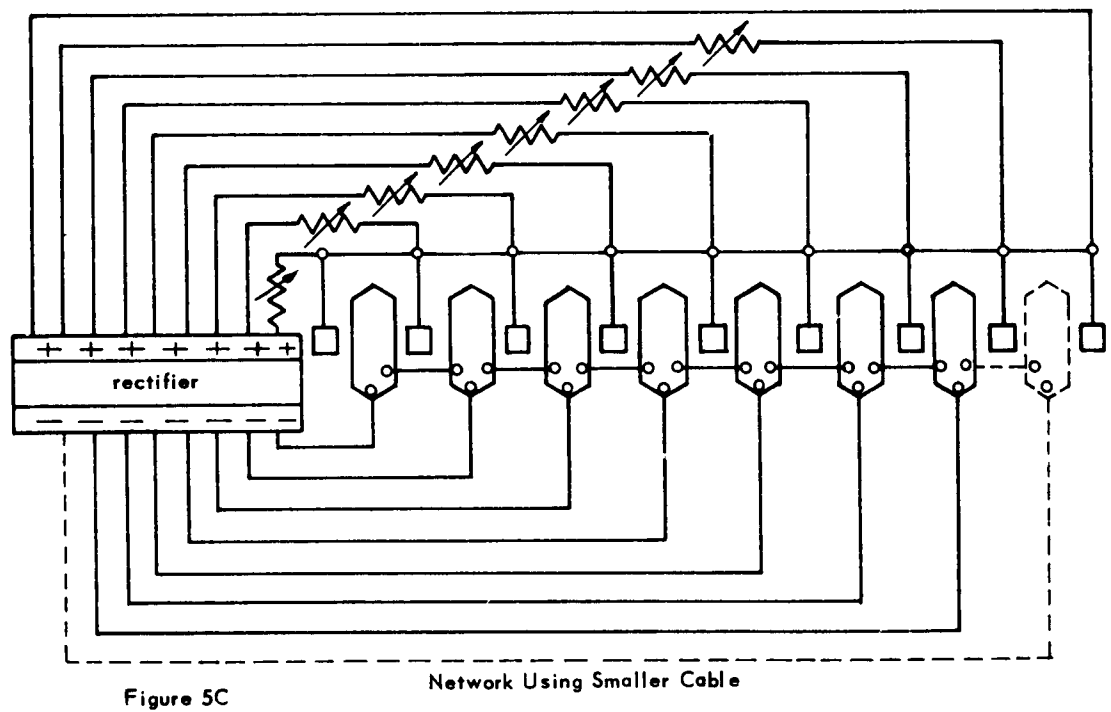 + + + + + + +
rectifier
— — — — — — — —
Network Using Smaller Cable
Figure 5C